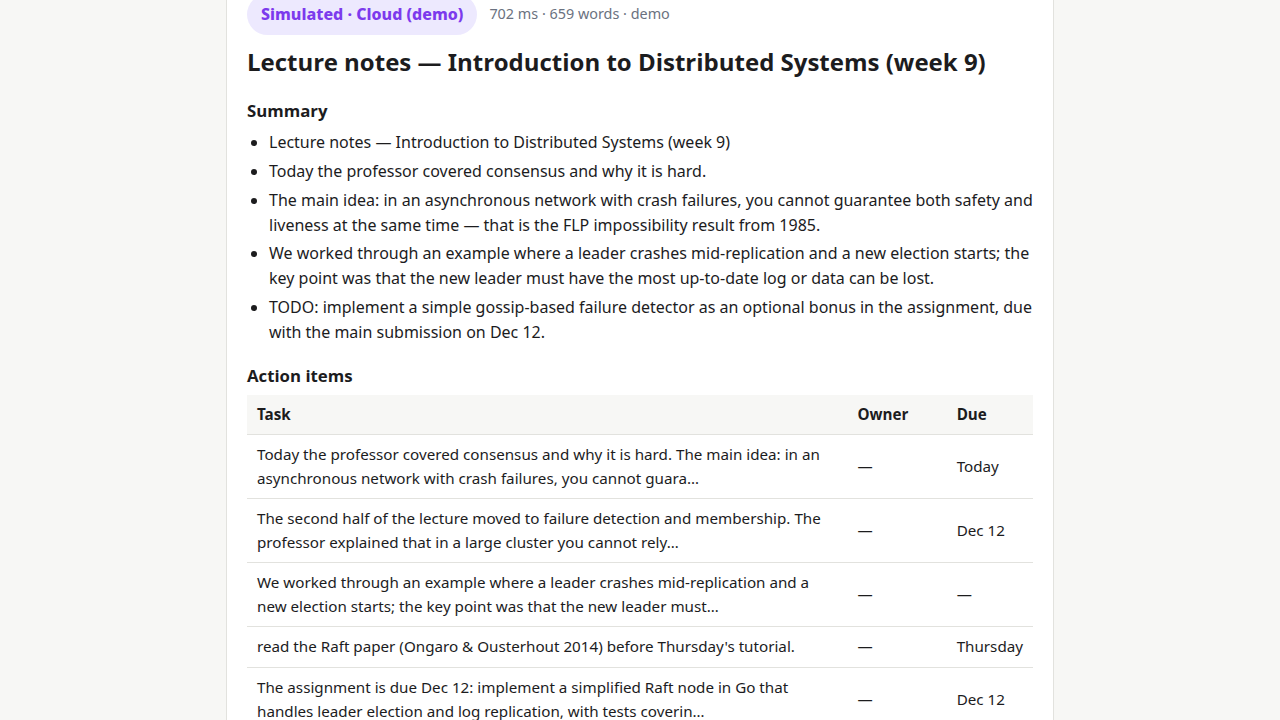 Simulated · Cloud (demo) 702 ms · 659 words · demo
Lecture notes — Introduction to Distributed Systems (week 9)
Summary
• Lecture notes — Introduction to Distributed Systems (week 9)
• Today the professor covered consensus and why it is hard.
• The main idea: in an asynchronous network with crash failures, you cannot guarantee both safety and
liveness at the same time — that is the FLP impossibility result from 1985.
• We worked through an example where a leader crashes mid-replication and a new election starts; the
key point was that the new leader must have the most up-to-date log or data can be lost.
• TODO: implement a simple gossip-based failure detector as an optional bonus in the assignment, due
with the main submission on Dec 12.
Action items
Task Owner Due
Today the professor covered consensus and why it is hard. The main idea: in an
asynchronous network with crash failures, you cannot guara...
— Today
The second half of the lecture moved to failure detection and membership. The
professor explained that in a large cluster you cannot rely...
— Dec 12
We worked through an example where a leader crashes mid-replication and a
new election starts; the key point was that the new leader must...
— —
read the Raft paper (Ongaro & Ousterhout 2014) before Thursday's tutorial. — Thursday
The assignment is due Dec 12: implement a simplified Raft node in Go that
handles leader election and log replication, with tests coverin...
— Dec 12